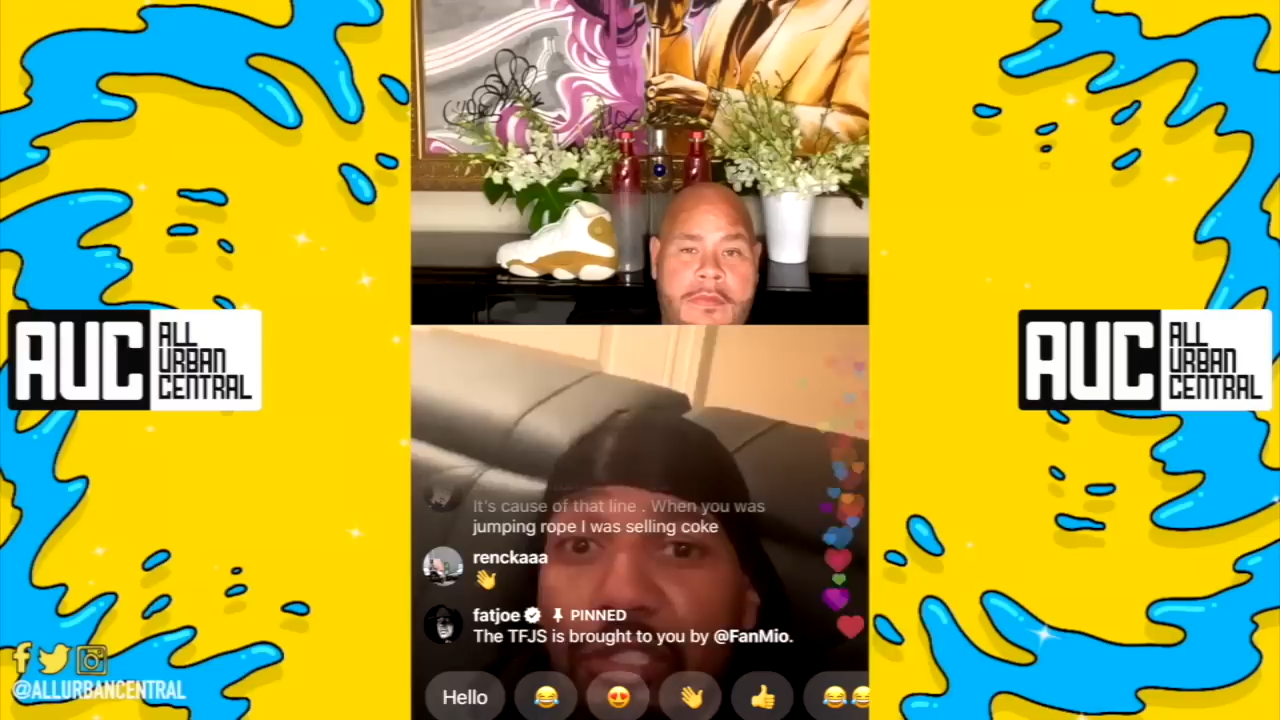 AUC
ALL
URBAN
CENTRAL
AUC
ALL
URBAN
CENTRAL
It's cause of that line . When you was
jumping rope I was selling coke
renckaaa
👋
fatjoe PINNED
The TFJS is brought to you by @FanMio.
Hello 😂 😍 👋 👍 😂😂
@ALLURBANCENTRAL